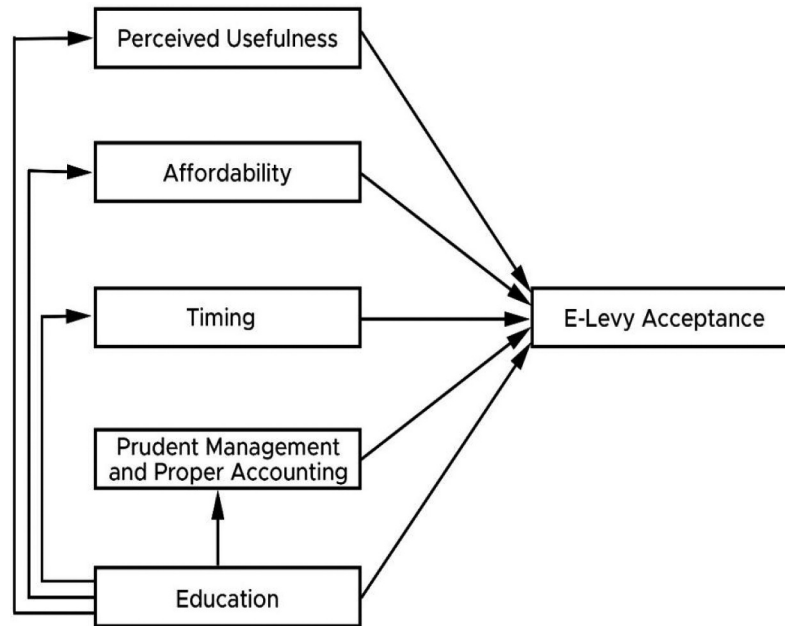 Perceived Usefulness
Affordability
Timing
E-Levy Acceptance
Prudent Management
and Proper Accounting
Education